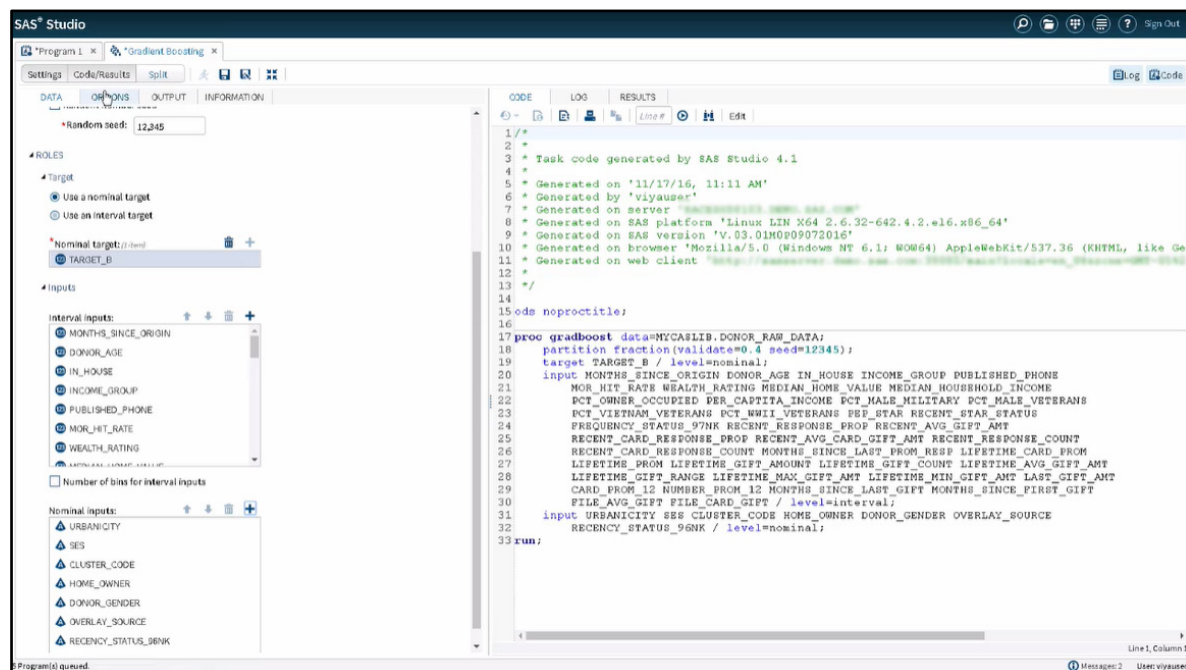 SAS® Studio
Sign Out
*Program 1 × *Gradient Boosting ×
Settings Code/Results Split
Log Code
DATA OPTIONS OUTPUT INFORMATION
*Random seed: 12,345
ROLES
Target
Use a nominal target
Use an interval target
*Nominal target: (1 item)
TARGET_B
Inputs
Interval inputs:
MONTHS_SINCE_ORIGIN
DONOR_AGE
IN_HOUSE
INCOME_GROUP
PUBLISHED_PHONE
MOR_HIT_RATE
WEALTH_RATING
MEDIAN_HOME_VALUE
Number of bins for interval inputs
Nominal inputs:
URBANICITY
SES
CLUSTER_CODE
HOME_OWNER
DONOR_GENDER
OVERLAY_SOURCE
RECENCY_STATUS_96NK
CODE LOG RESULTS
Line # Edit
1 /*
2 *
3 * Task code generated by SAS Studio 4.1
4 *
5 * Generated on '11/17/16, 11:11 AM'
6 * Generated by 'viyauser'
7 * Generated on server
8 * Generated on SAS platform 'Linux LIN X64 2.6.32-642.4.2.el6.x86_64'
9 * Generated on SAS version 'V.03.01M0P09072016'
10 * Generated on browser 'Mozilla/5.0 (Windows NT 6.1; WOW64) AppleWebKit/537.36 (KHTML, like Ge
11 * Generated on web client
12 *
13 */
14
15 ods noproctitle;
16
17 proc gradboost data=MYCASLIB.DONOR_RAW_DATA;
18 partition fraction(validate=0.4 seed=12345);
19 target TARGET_B / level=nominal;
20 input MONTHS_SINCE_ORIGIN DONOR_AGE IN_HOUSE INCOME_GROUP PUBLISHED_PHONE
21 MOR_HIT_RATE WEALTH_RATING MEDIAN_HOME_VALUE MEDIAN_HOUSEHOLD_INCOME
22 PCT_OWNER_OCCUPIED PER_CAPTITA_INCOME PCT_MALE_MILITARY PCT_MALE_VETERANS
23 PCT_VIETNAM_VETERANS PCT_WWII_VETERANS PEP_STAR RECENT_STAR_STATUS
24 FREQUENCY_STATUS_97NK RECENT_RESPONSE_PROP RECENT_AVG_GIFT_AMT
25 RECENT_CARD_RESPONSE_PROP RECENT_AVG_CARD_GIFT_AMT RECENT_RESPONSE_COUNT
26 RECENT_CARD_RESPONSE_COUNT MONTHS_SINCE_LAST_PROM_RESP LIFETIME_CARD_PROM
27 LIFETIME_PROM LIFETIME_GIFT_AMOUNT LIFETIME_GIFT_COUNT LIFETIME_AVG_GIFT_AMT
28 LIFETIME_GIFT_RANGE LIFETIME_MAX_GIFT_AMT LIFETIME_MIN_GIFT_AMT LAST_GIFT_AMT
29 CARD_PROM_12 NUMBER_PROM_12 MONTHS_SINCE_LAST_GIFT MONTHS_SINCE_FIRST_GIFT
30 FILE_AVG_GIFT FILE_CARD_GIFT / level=interval;
31 input URBANICITY SES CLUSTER_CODE HOME_OWNER DONOR_GENDER OVERLAY_SOURCE
32 RECENCY_STATUS_96NK / level=nominal;
33 run;
Line 1, Column 1
Program(s) queued.
Messages: 2 User: viyauser